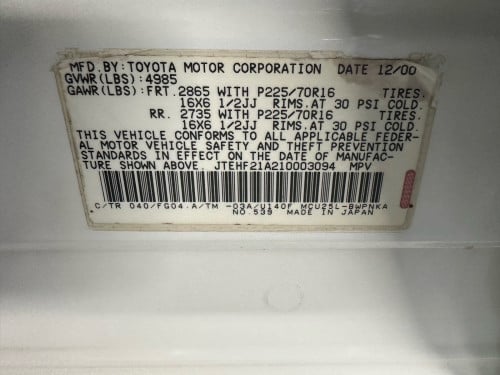 MFD.BY:TOYOTA MOTOR CORPORATION DATE 12/00
GVWR(LBS):4985
GAWR(LBS):FRT.2865 WITH P225/70R16 TIRES.
16X6 1/2JJ RIMS.AT 30 PSI COLD.
RR. 2735 WITH P225/70R16 TIRES.
16X6 1/2JJ RIMS.AT 30 PSI COLD.
THIS VEHICLE CONFORMS TO ALL APPLICABLE FEDER-
AL MOTOR VEHICLE SAFETY AND THEFT PREVENTION
STANDARDS IN EFFECT ON THE DATE OF MANUFAC-
TURE SHOWN ABOVE. JTEHF21A210003094 MPV
C/TR 040/FG04.A/TM -03A/U140F MCU25L-BWPNKA
NO.539 MADE IN JAPAN